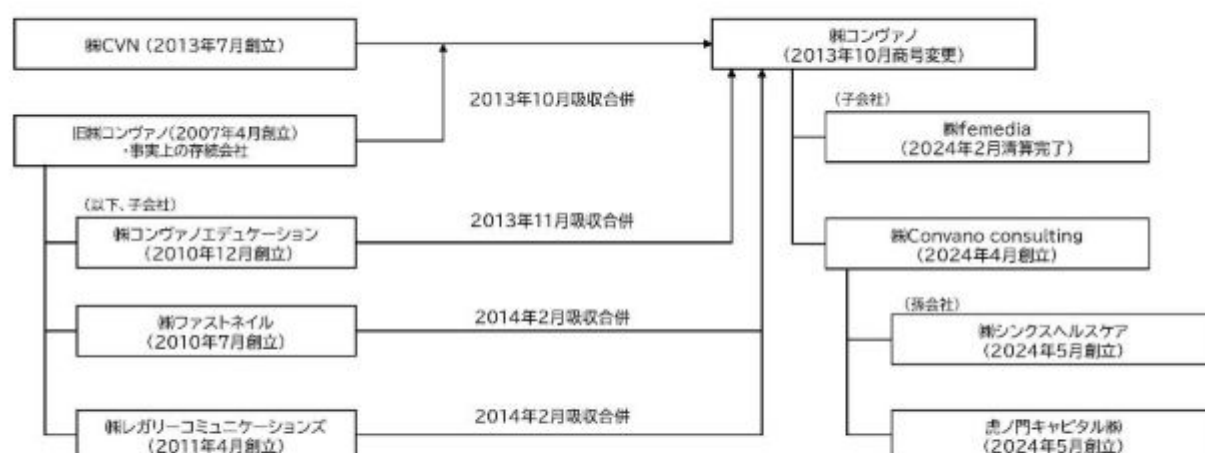 ㈱CVN（2013年7月創立）
旧㈱コンヴァノ（2007年4月創立）
・事実上の存続会社
（以下、子会社）
㈱コンヴァノエデュケーション
（2010年12月創立）
㈱ファストネイル
（2010年7月創立）
㈱レガリーコミュニケーションズ
（2011年4月創立）
2013年10月吸収合併
2013年11月吸収合併
2014年2月吸収合併
2014年2月吸収合併
㈱コンヴァノ
（2013年10月商号変更）
（子会社）
㈱femedia
（2024年2月清算完了）
㈱Convano consulting
（2024年4月創立）
（孫会社）
㈱シンクスヘルスケア
（2024年5月創立）
虎ノ門キャピタル㈱
（2024年5月創立）